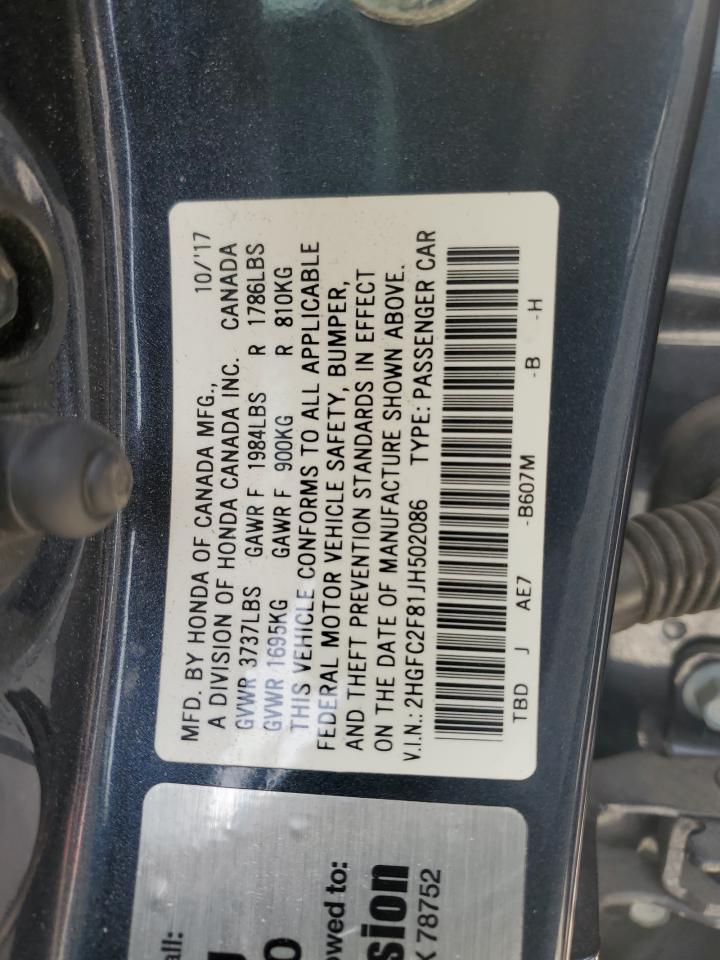 MFD. BY HONDA OF CANADA MFG., 10/'17
A DIVISION OF HONDA CANADA INC. CANADA
GVWR 3737LBS GAWR F 1984LBS R 1786LBS
GVWR 1695KG GAWR F 900KG R 810KG
THIS VEHICLE CONFORMS TO ALL APPLICABLE
FEDERAL MOTOR VEHICLE SAFETY, BUMPER,
AND THEFT PREVENTION STANDARDS IN EFFECT
ON THE DATE OF MANUFACTURE SHOWN ABOVE.
V.I.N.: 2HGFC2F81JH502086 TYPE: PASSENGER CAR
TBD J AE7 -B607M -B -H
all:
owed to:
sion
78752